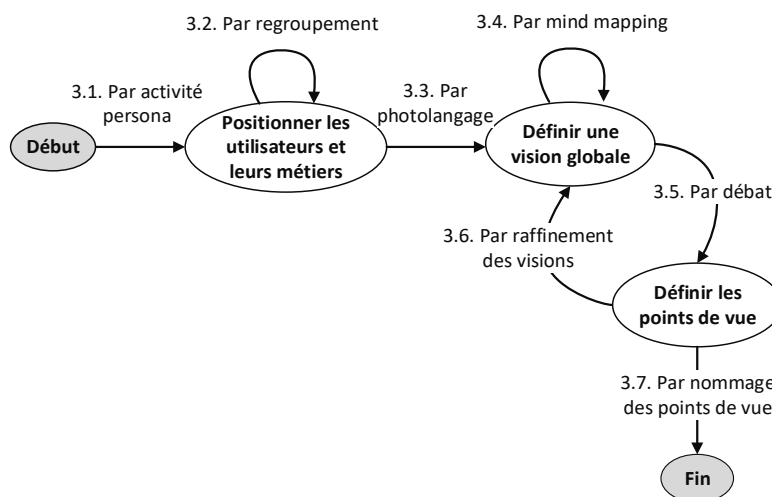 3.2. Par regroupement
3.4. Par mind mapping
3.1. Par activité
persona
3.3. Par
photolangage
Début
Positionner les
utilisateurs et
leurs métiers
Définir une
vision globale
3.5. Par débat
3.6. Par raffinement
des visions
Définir les
points de vue
3.7. Par nommage
des points de vue
Fin